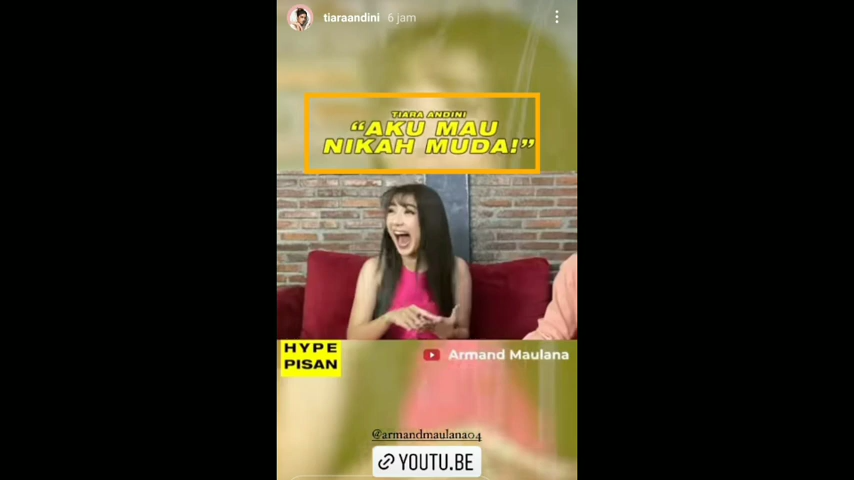 tiaraandini 6 jam
TIARA ANDINI
"AKU MAU
NIKAH MUDA!"
HYPE
PISAN
Armand Maulana
@armandmaulana04
YOUTU.BE